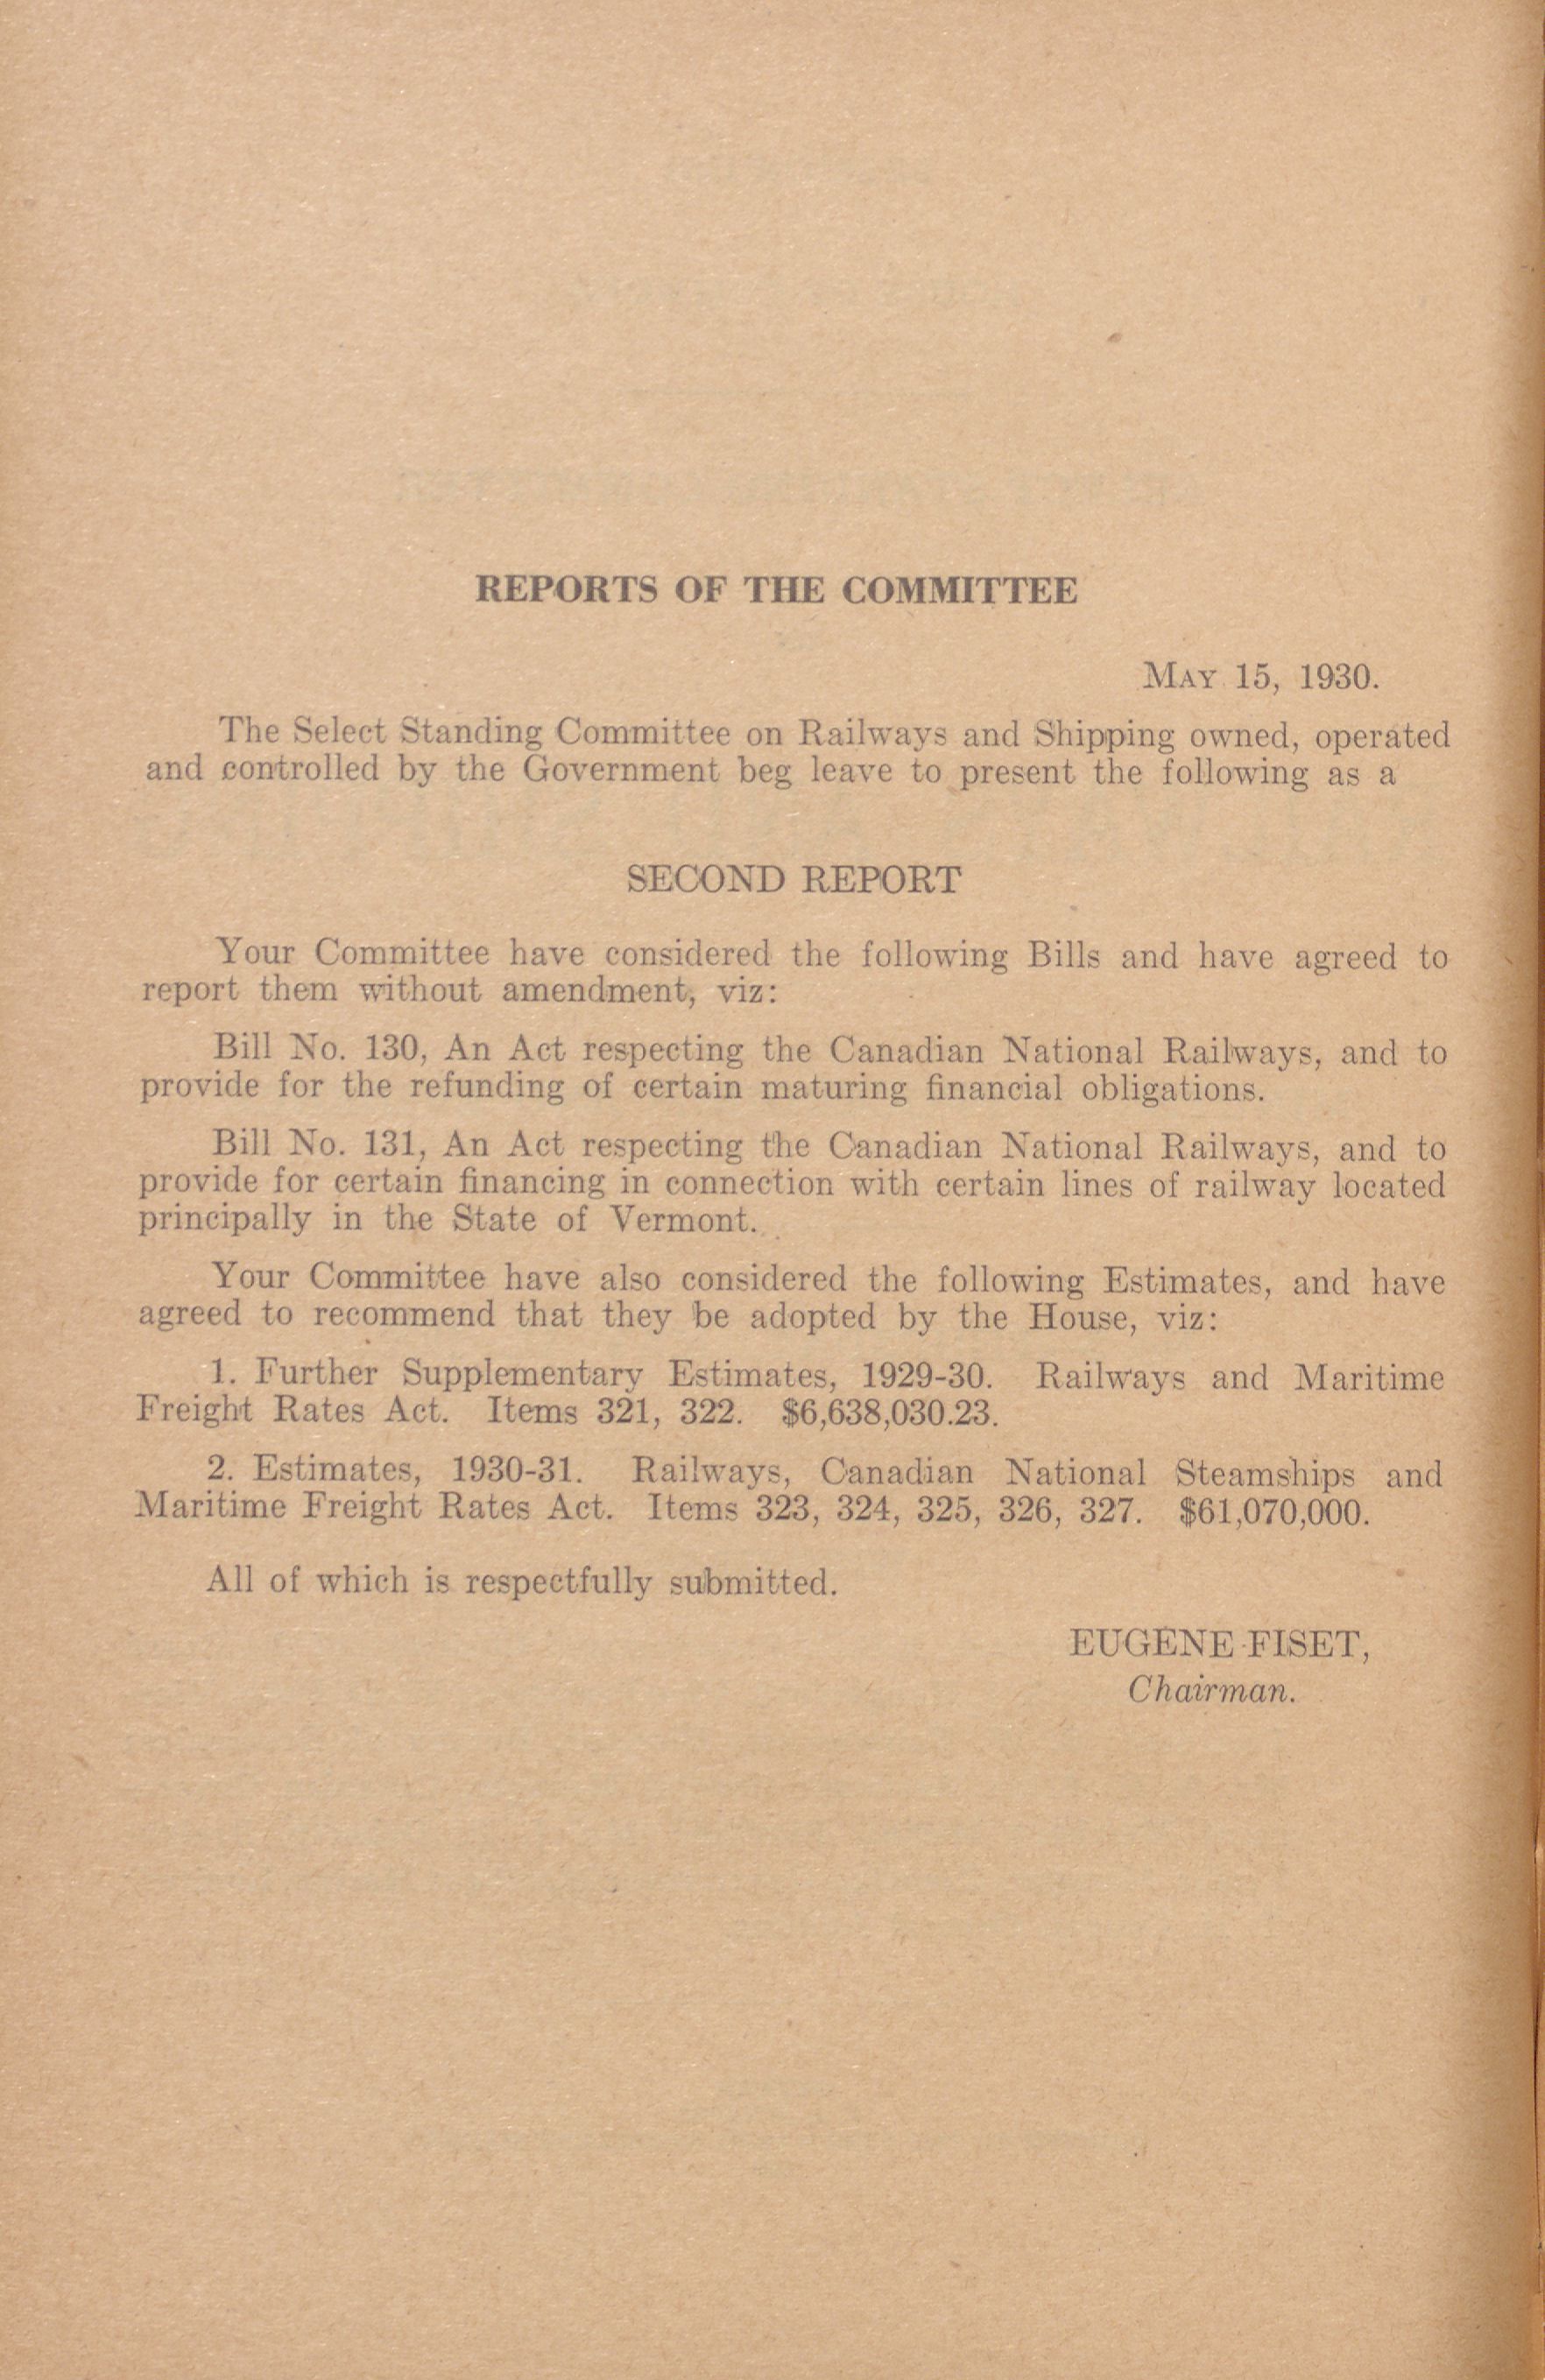 REPORTS OF THE COMMITTEE
May 15, 1930.
The Select Standing Committee on Railways and Shipping owned, operated
and controlled by the Government beg leave to present the following as a
SECOND REPORT
Your Committee have considered the following Bills and have agreed to
report them without amendment, viz:
Bill No. 130, An Act respecting the Canadian National Railways, and to
provide for the refunding of certain maturing financial obligations.
Bill No. 131, An Act respecting the Canadian National Railways, and to
provide for certain financing in connection with certain lines of railway located
principally in the State of Vermont.
Your Committee have also considered the following Estimates, and have
agreed to recommend that they be adopted by the House, viz:
1. Further Supplementary Estimates, 1929-30. Railways and Maritime
Freight Rates Act. Items 321, 322. $6,638,030.23.
2. Estimates, 1930-31. Railways, Canadian National Steamships and
Maritime Freight Rates Act. Items 323, 324, 325, 326, 327. $61,070,000.
All of which is respectfully submitted.
EUGENE FISET,
Chairman.